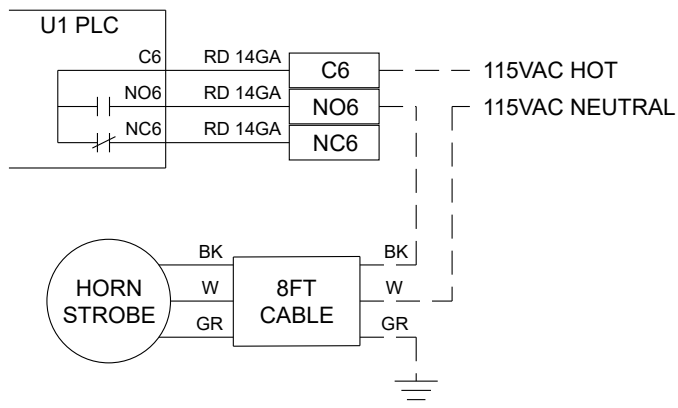 U1 PLC
C6 RD 14GA C6 115VAC HOT
NO6 RD 14GA NO6 115VAC NEUTRAL
NC6 RD 14GA NC6
BK BK
HORN STROBE
W 8FT CABLE W
GR GR